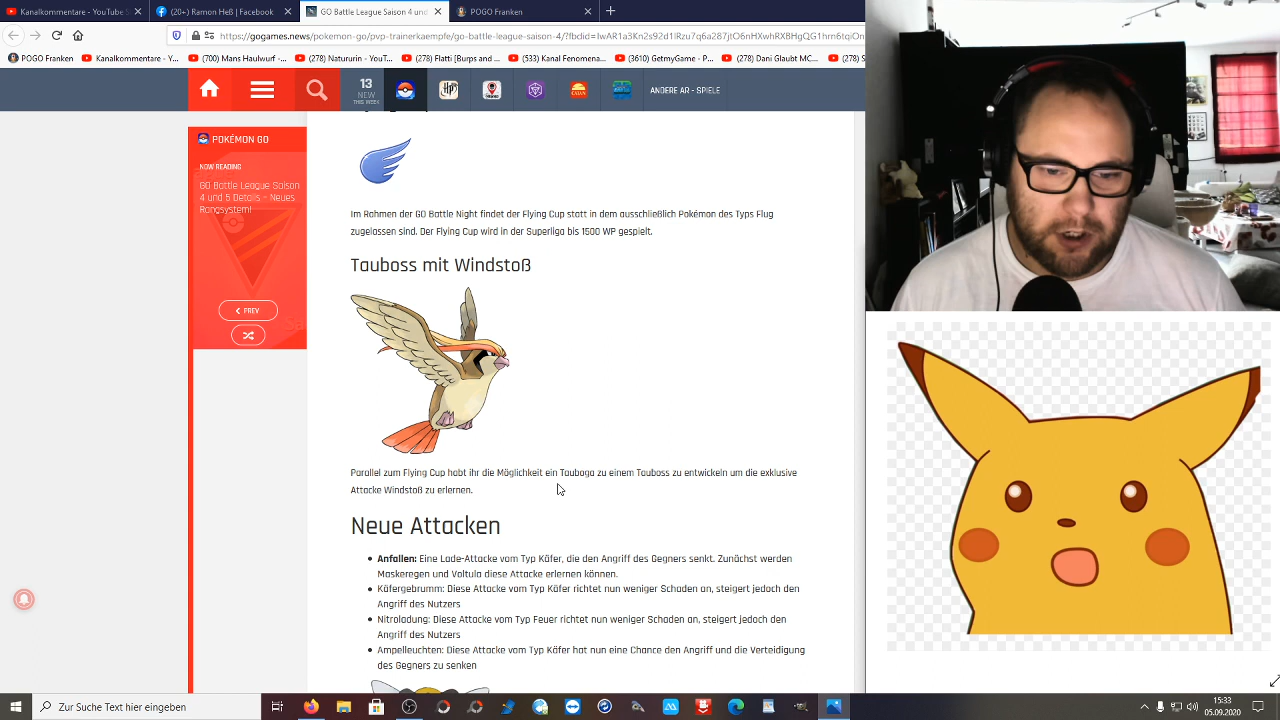 Kanalkommentare - YouTube S
(20+) Ramon Heß | Facebook
GO Battle League Saison 4 und
POGO Franken
https://gogames.news/pokemon-go/pvp-trainerkaempfe/go-battle-league-saison-4/?fbclid=
POGO Franken
Kanalkommentare - Y...
(700) Mans Haulwurf -...
(278) Naturturin - YouT...
(278) Flatti [Burps and ...
(533) Kanal Fenomena...
(3610) GetmyGame - P...
(278) Dani Glaubt MC...
(278) S
13
NEW
THIS WEEK
ANDERE AR - SPIELE
POKÉMON GO
NOW READING
GO Battle League Saison
4 und 5 Details - Neues
Rangsystem!
PREV
Im Rahmen der GO Battle Night findet der Flying Cup statt in dem ausschließlich Pokémon des Typs Flug
zugelassen sind. Der Flying Cup wird in der Superliga bis 1500 WP gespielt.
Tauboss mit Windstoß
Parallel zum Flying Cup habt ihr die Möglichkeit ein Tauboga zu einem Tauboss zu entwickeln um die exklusive
Attacke Windstoß zu erlernen.
Neue Attacken
Anfallen: Eine Lade-Attacke vom Typ Käfer, die den Angriff des Gegners senkt. Zunächst werden
Maskeregen und Voltula diese Attacke erlernen können.
Käfergebrumm: Diese Attacke vom Typ Käfer richtet nun weniger Schaden an, steigert jedoch den
Angriff des Nutzers
Nitroladung: Diese Attacke vom Typ Feuer richtet nun weniger Schaden an, steigert jedoch den
Angriff des Nutzers
Ampelleuchten: Diese Attacke vom Typ Käfer hat nun eine Chance den Angriff und die Verteidigung
des Gegners zu senken
Zur Suche Text hier eingeben
15:33
05.09.2020